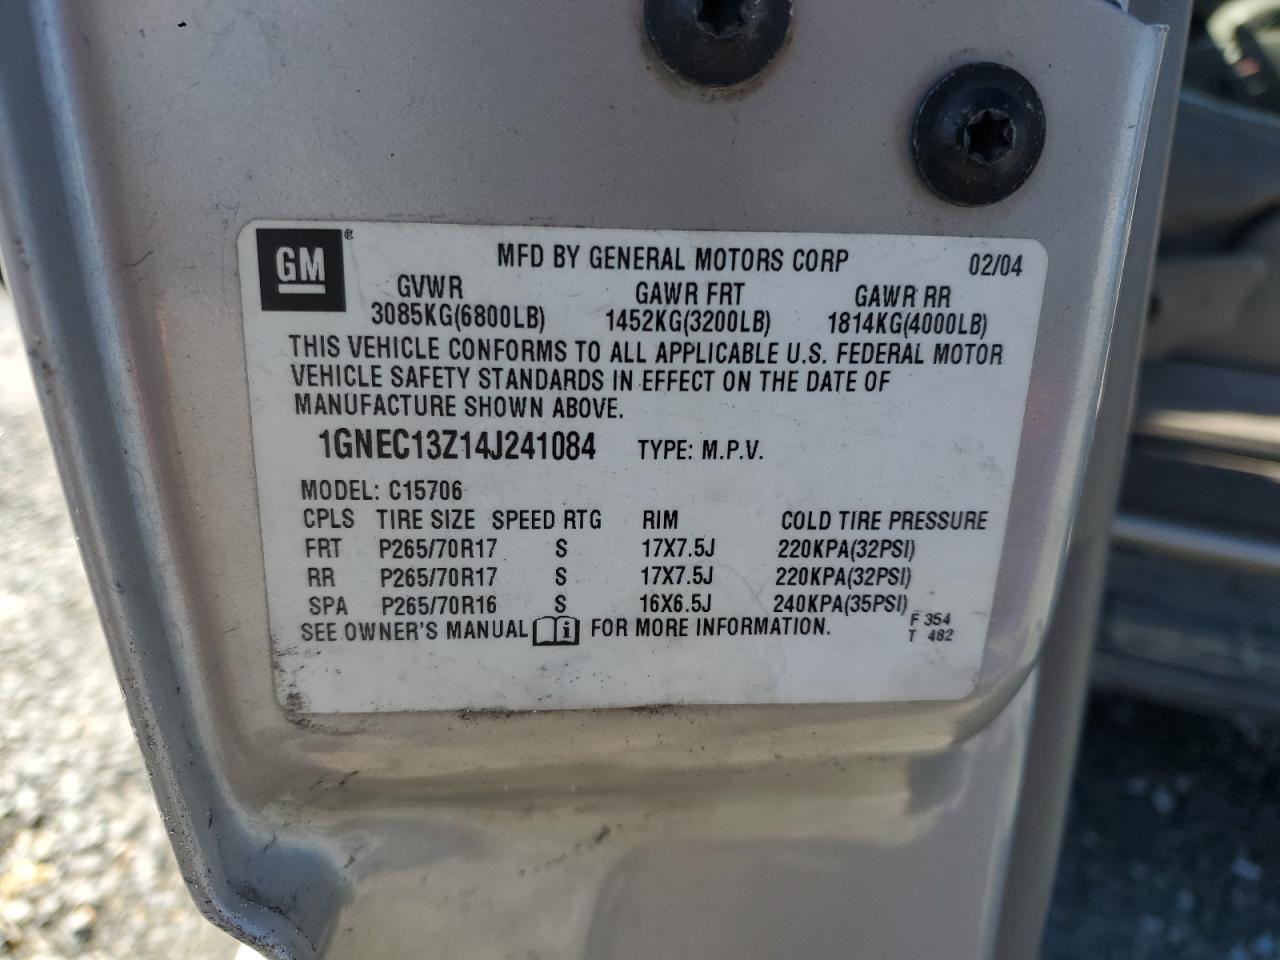 GM® MFD BY GENERAL MOTORS CORP 02/04
GVWR GAWR FRT GAWR RR
3085KG(6800LB) 1452KG(3200LB) 1814KG(4000LB)
THIS VEHICLE CONFORMS TO ALL APPLICABLE U.S. FEDERAL MOTOR
VEHICLE SAFETY STANDARDS IN EFFECT ON THE DATE OF
MANUFACTURE SHOWN ABOVE.
1GNEC13Z14J241084 TYPE: M.P.V.
MODEL: C15706
CPLS TIRE SIZE SPEED RTG RIM COLD TIRE PRESSURE
FRT P265/70R17 S 17X7.5J 220KPA(32PSI)
RR P265/70R17 S 17X7.5J 220KPA(32PSI)
SPA P265/70R16 S 16X6.5J 240KPA(35PSI)
SEE OWNER'S MANUAL i FOR MORE INFORMATION. F 354
T 482